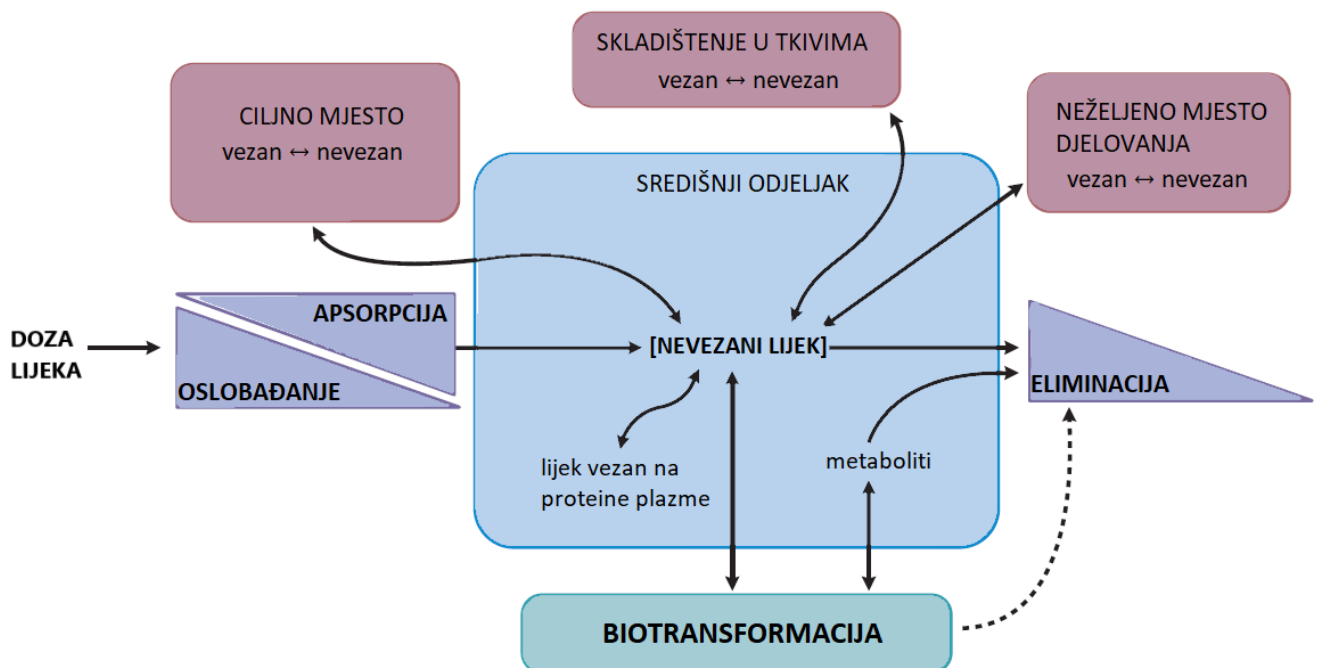 SKLADIŠTENJE U TKIVIMA
vezan ↔ nevezan
CILJNO MJESTO
vezan ↔ nevezan
NEŽELJENO MJESTO
DJELOVANJA
vezan ↔ nevezan
SREDIŠNJI ODJELJAK
DOZA
LIJEKA
APSORPCIJA
OSLOBAĐANJE
[NEVEZANI LIJEK]
ELIMINACIJA
lijek vezan na
proteine plazme
metaboliti
BIOTRANSFORMACIJA